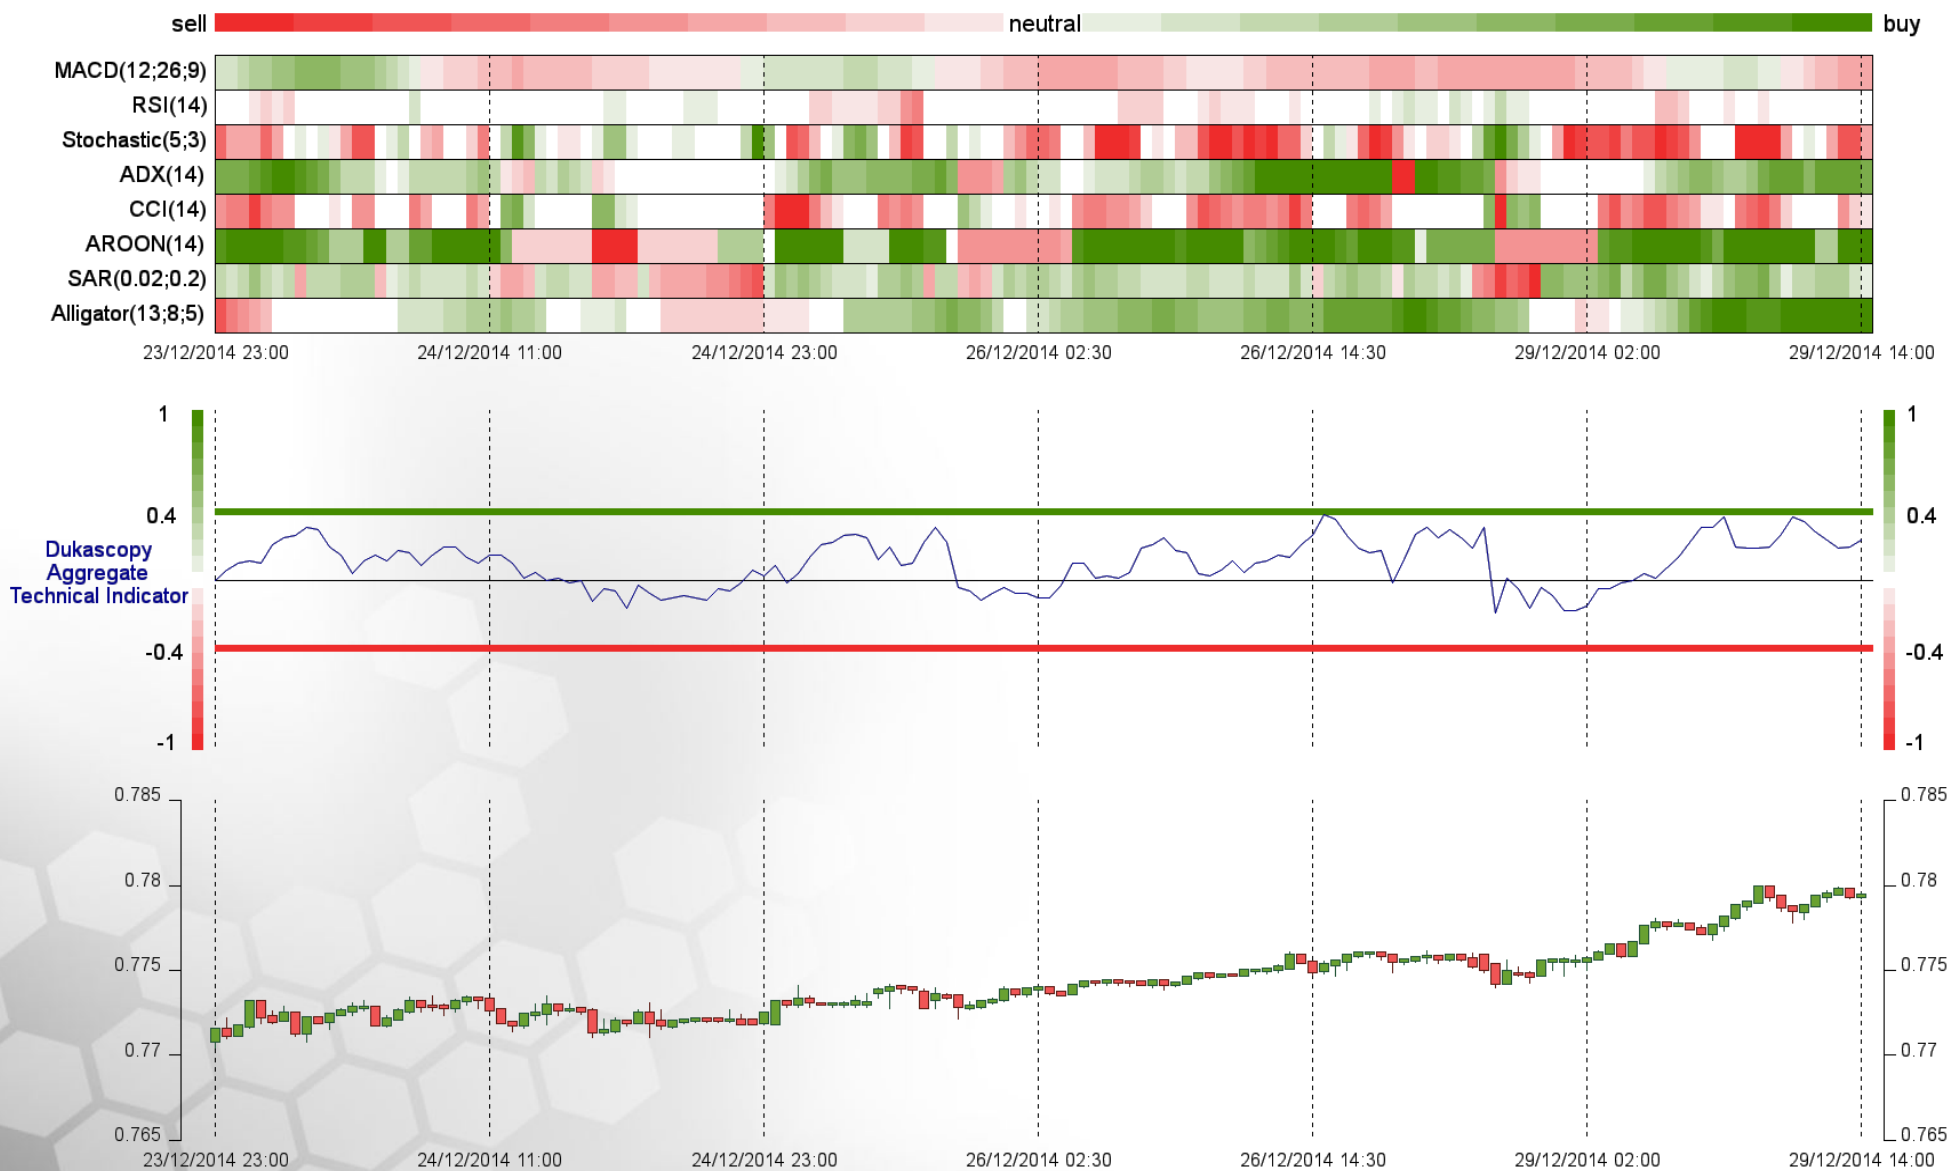 sell neutral buy
MACD(12;26;9)
RSI(14)
Stochastic(5;3)
ADX(14)
CCI(14)
AROON(14)
SAR(0.02;0.2)
Alligator(13;8;5)
23/12/2014 23:00 24/12/2014 11:00 24/12/2014 23:00 26/12/2014 02:30 26/12/2014 14:30 29/12/2014 02:00 29/12/2014 14:00
1 1
0.4 0.4
Dukascopy
Aggregate
Technical Indicator
-0.4 -0.4
-1 -1
0.785 0.785
0.78 0.78
0.775 0.775
0.77 0.77
0.765 0.765
23/12/2014 23:00 24/12/2014 11:00 24/12/2014 23:00 26/12/2014 02:30 26/12/2014 14:30 29/12/2014 02:00 29/12/2014 14:00